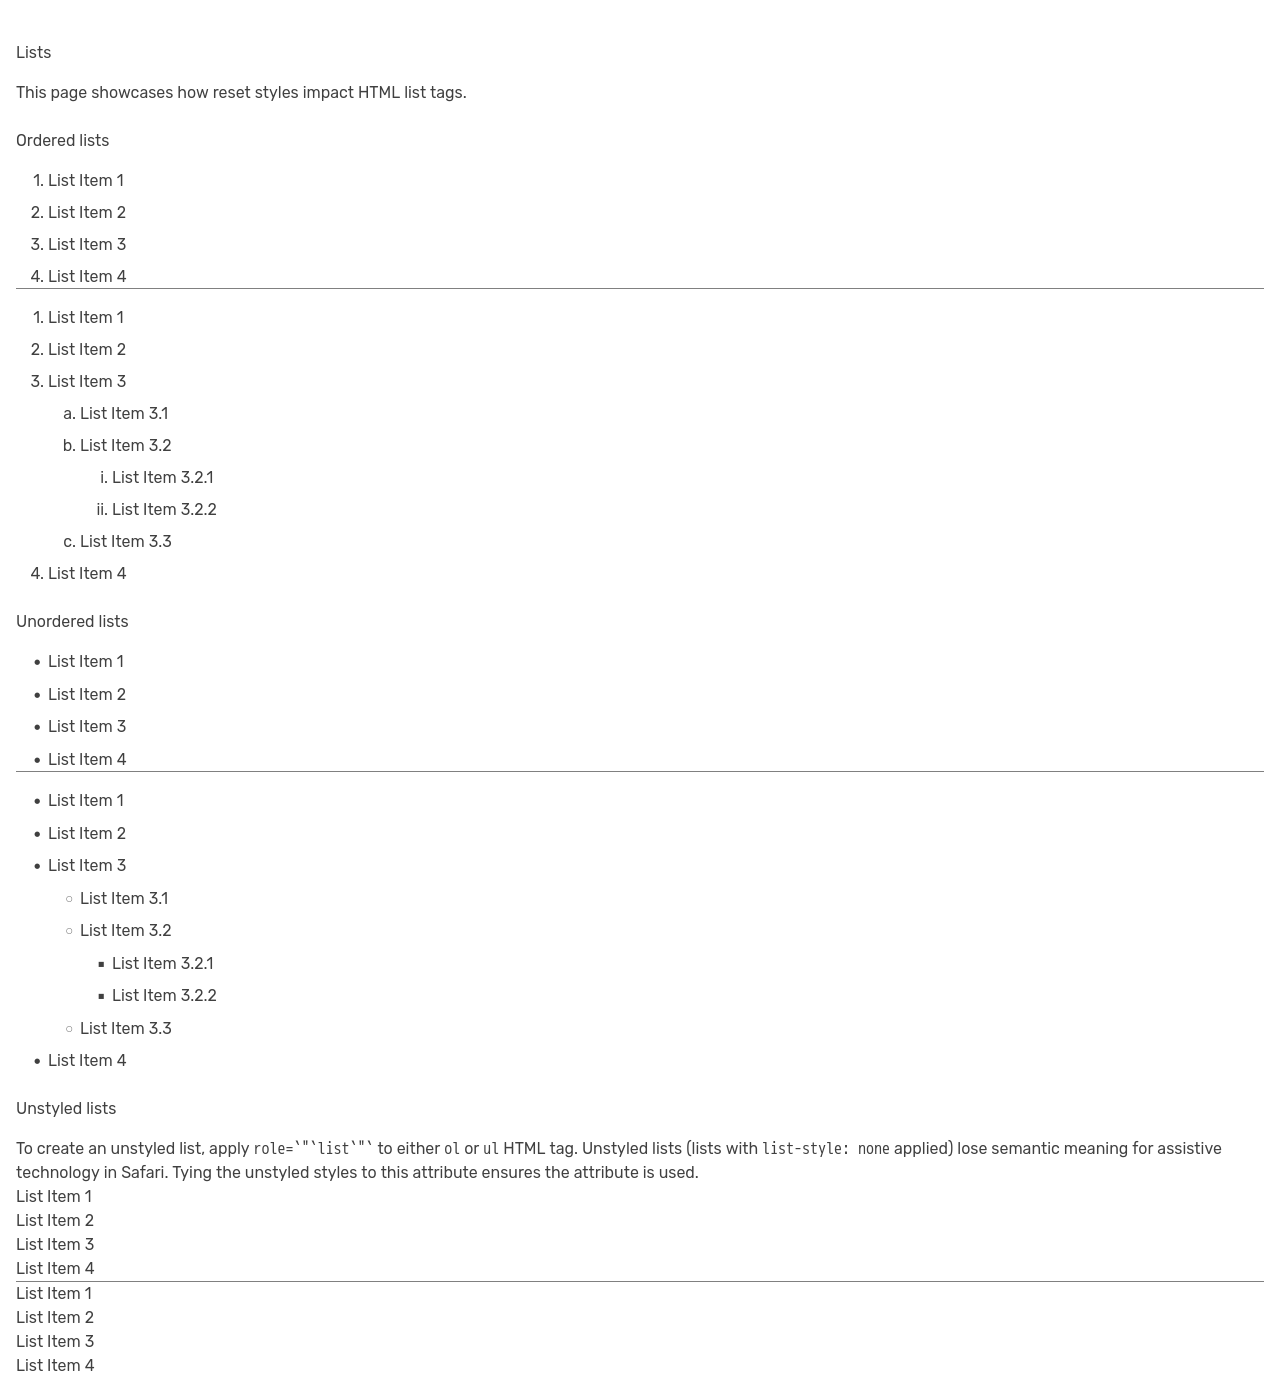 Lists
This page showcases how reset styles impact HTML list tags.
Ordered lists
1. List Item 1
2. List Item 2
3. List Item 3
4. List Item 4
1. List Item 1
2. List Item 2
3. List Item 3
a. List Item 3.1
b. List Item 3.2
i. List Item 3.2.1
ii. List Item 3.2.2
c. List Item 3.3
4. List Item 4
Unordered lists
• List Item 1
• List Item 2
• List Item 3
• List Item 4
• List Item 1
• List Item 2
• List Item 3
○ List Item 3.1
○ List Item 3.2
▪ List Item 3.2.1
▪ List Item 3.2.2
○ List Item 3.3
• List Item 4
Unstyled lists
To create an unstyled list, apply role=`"`list`"` to either ol or ul HTML tag. Unstyled lists (lists with list-style: none applied) lose semantic meaning for assistive
technology in Safari. Tying the unstyled styles to this attribute ensures the attribute is used.
List Item 1
List Item 2
List Item 3
List Item 4
List Item 1
List Item 2
List Item 3
List Item 4